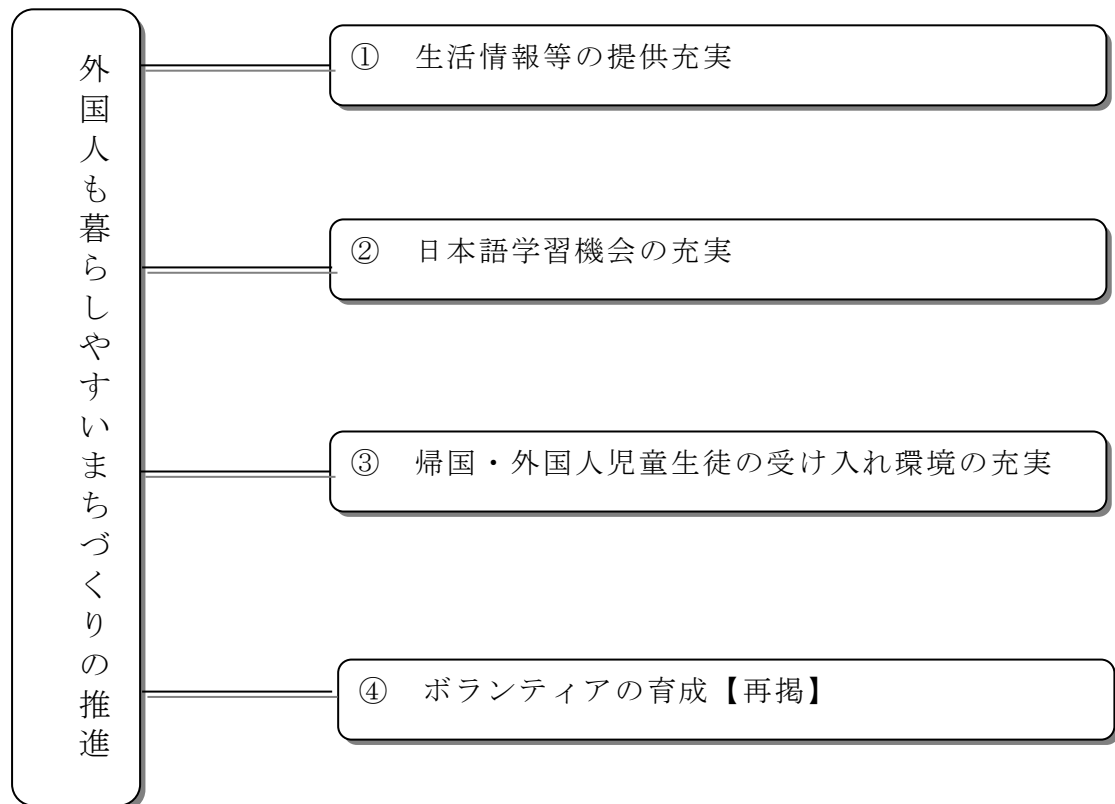 外国人も暮らしやすいまちづくりの推進
① 生活情報等の提供充実
② 日本語学習機会の充実
③ 帰国・外国人児童生徒の受け入れ環境の充実
④ ボランティアの育成【再掲】